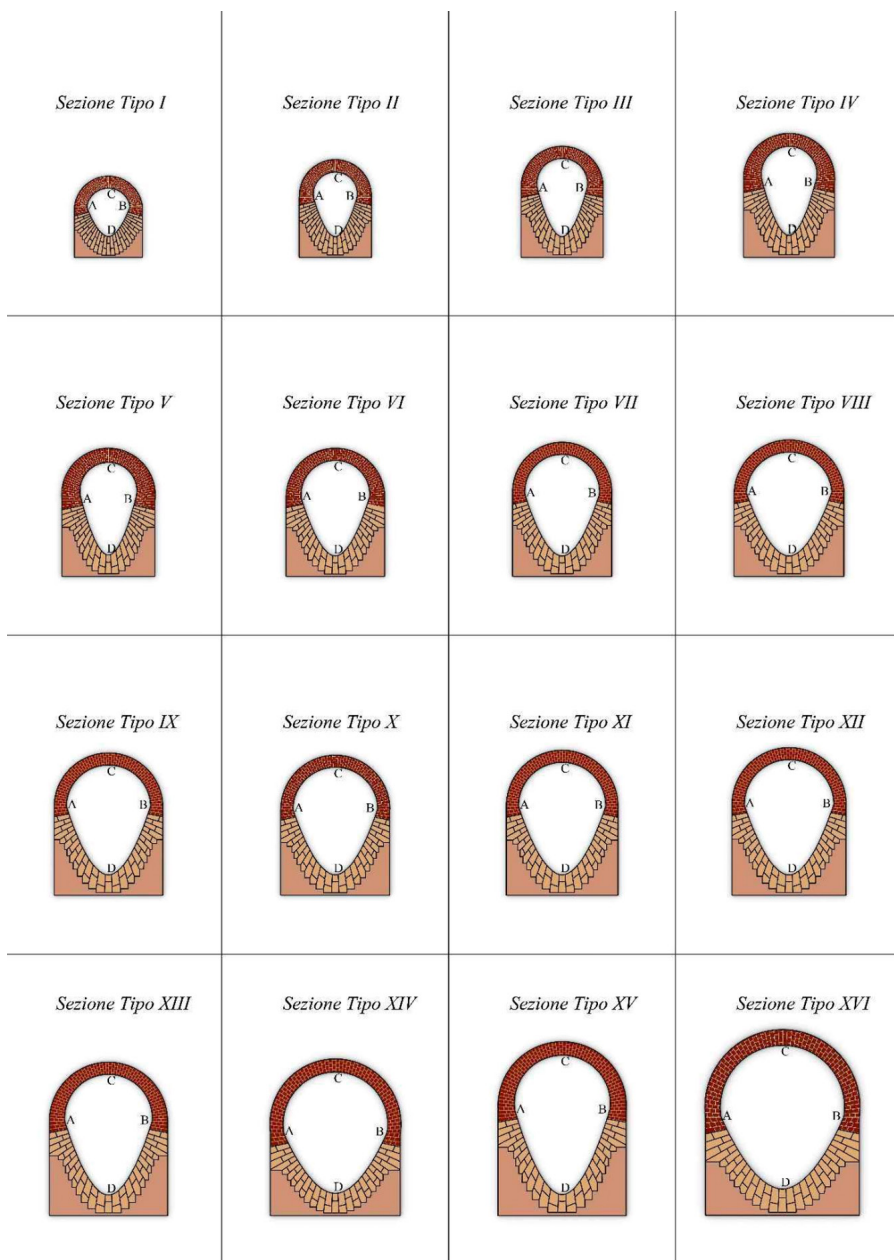 Sezione Tipo I
Sezione Tipo II
Sezione Tipo III
Sezione Tipo IV
C
A B
D
C
A B
D
C
A B
D
C
A B
D
Sezione Tipo V
Sezione Tipo VI
Sezione Tipo VII
Sezione Tipo VIII
C
A B
D
C
A B
D
C
A B
D
C
A B
D
Sezione Tipo IX
Sezione Tipo X
Sezione Tipo XI
Sezione Tipo XII
C
A B
D
C
A B
D
C
A B
D
C
A B
D
Sezione Tipo XIII
Sezione Tipo XIV
Sezione Tipo XV
Sezione Tipo XVI
C
A B
D
C
A B
D
C
A B
D
C
A B
D